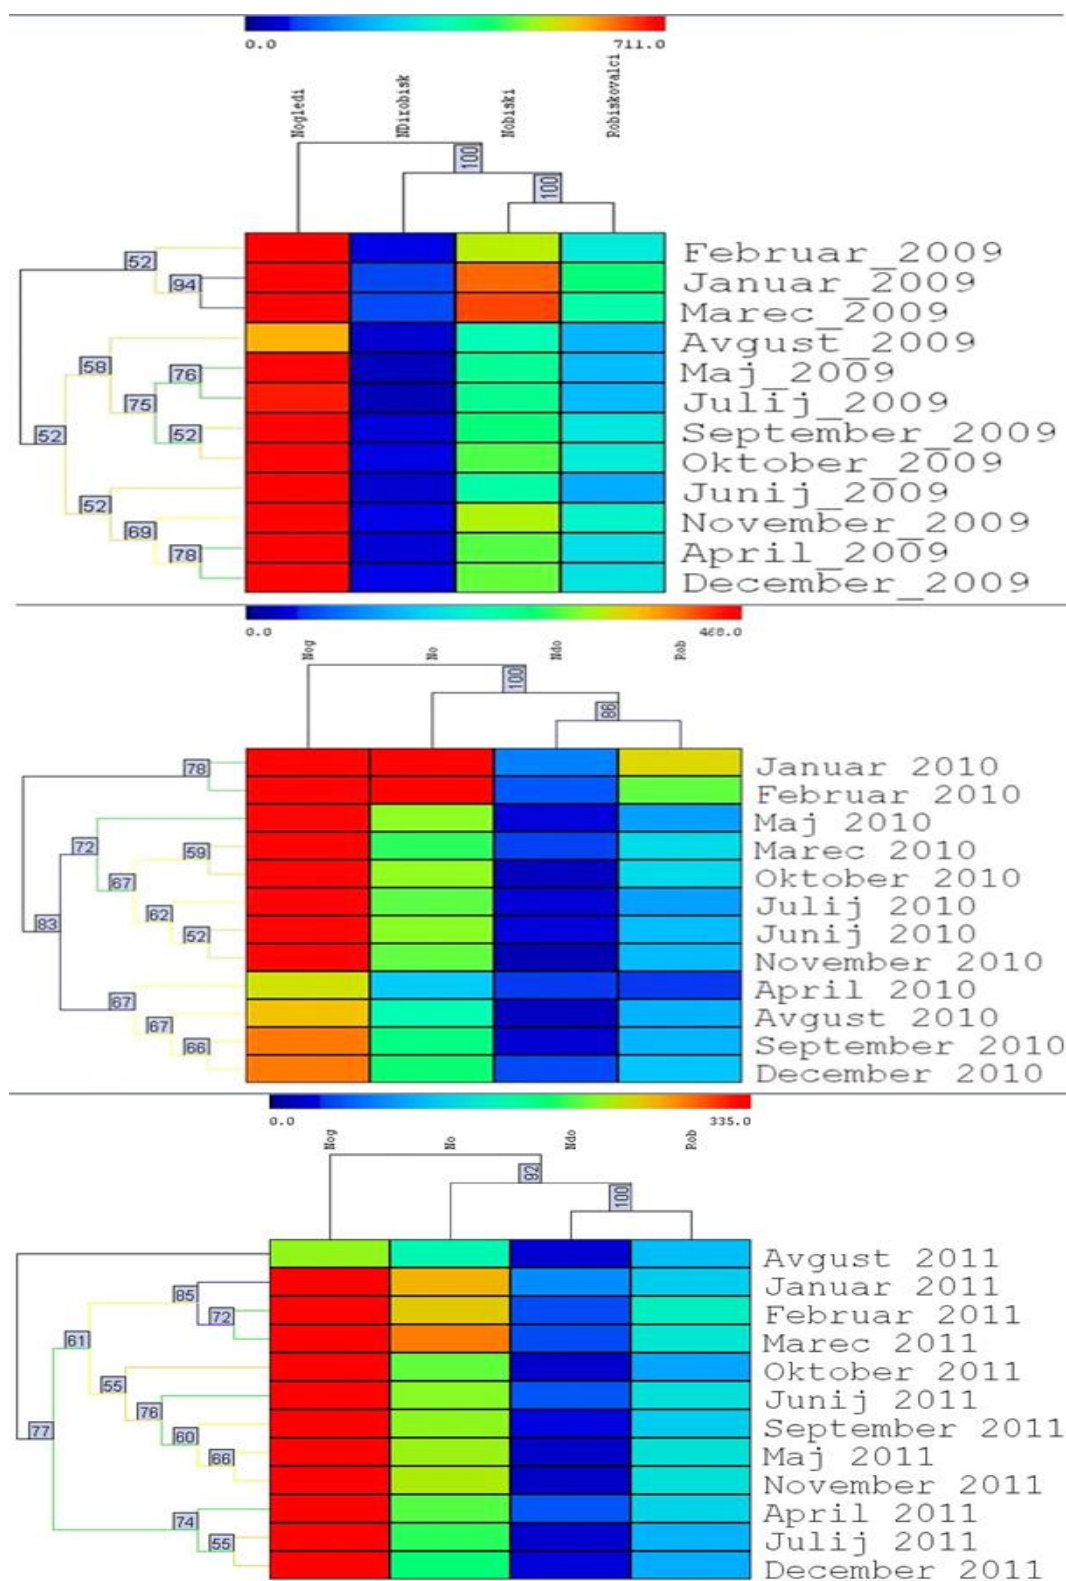 0.0 711.0
Nogledi NDirobisk Nobiski Robiskovalci
100
100
Februar_2009
52
Januar_2009
94
Marec_2009
Avgust_2009
58
Maj_2009
76
Julij_2009
75
September_2009
52
52
Oktober_2009
Junij_2009
52
November_2009
69
April_2009
78
December_2009
0.0 468.0
Nog No Ndo Rob
100
86
Januar 2010
78
Februar 2010
Maj 2010
72
Marec 2010
59
Oktober 2010
67
Julij 2010
62
Junij 2010
83
52
November 2010
April 2010
67
Avgust 2010
67
September 2010
66
December 2010
0.0 335.0
Nog No Ndo Rob
92
100
Avgust 2011
Januar 2011
85
Februar 2011
72
Marec 2011
61
Oktober 2011
55
Junij 2011
76
September 2011
77
60
Maj 2011
66
November 2011
April 2011
74
Julij 2011
55
December 2011